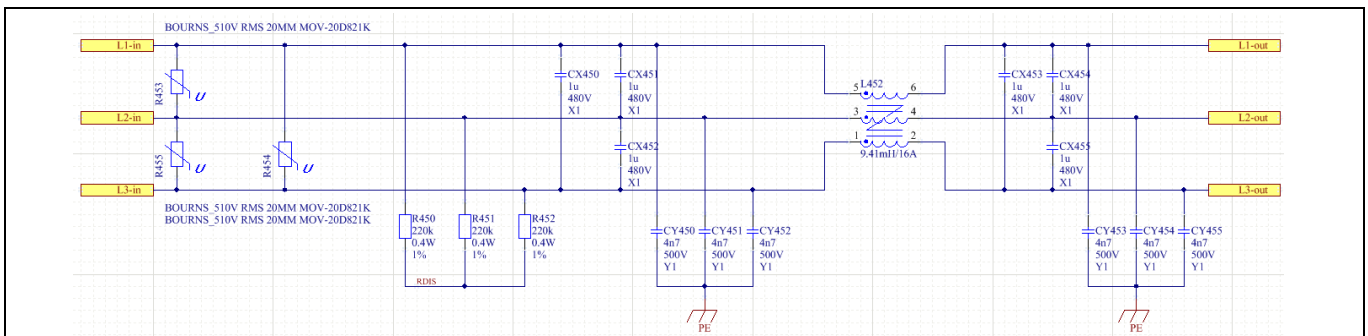 BOURNS_510V RMS 20MM MOV-20D821K
L1-in
L1-out
R453
U
CX450
1u
480V
X1
CX451
1u
480V
X1
L452
5
6
3
4
1
2
9.41mH/16A
CX453
1u
480V
X1
CX454
1u
480V
X1
L2-in
L2-out
R455
U
R454
U
CX452
1u
480V
X1
CX455
1u
480V
X1
L3-in
L3-out
BOURNS_510V RMS 20MM MOV-20D821K
BOURNS_510V RMS 20MM MOV-20D821K
R450
220k
0.4W
1%
R451
220k
0.4W
1%
R452
220k
0.4W
1%
RDIS
CY450
4n7
500V
Y1
CY451
4n7
500V
Y1
CY452
4n7
500V
Y1
CY453
4n7
500V
Y1
CY454
4n7
500V
Y1
CY455
4n7
500V
Y1
PE
PE